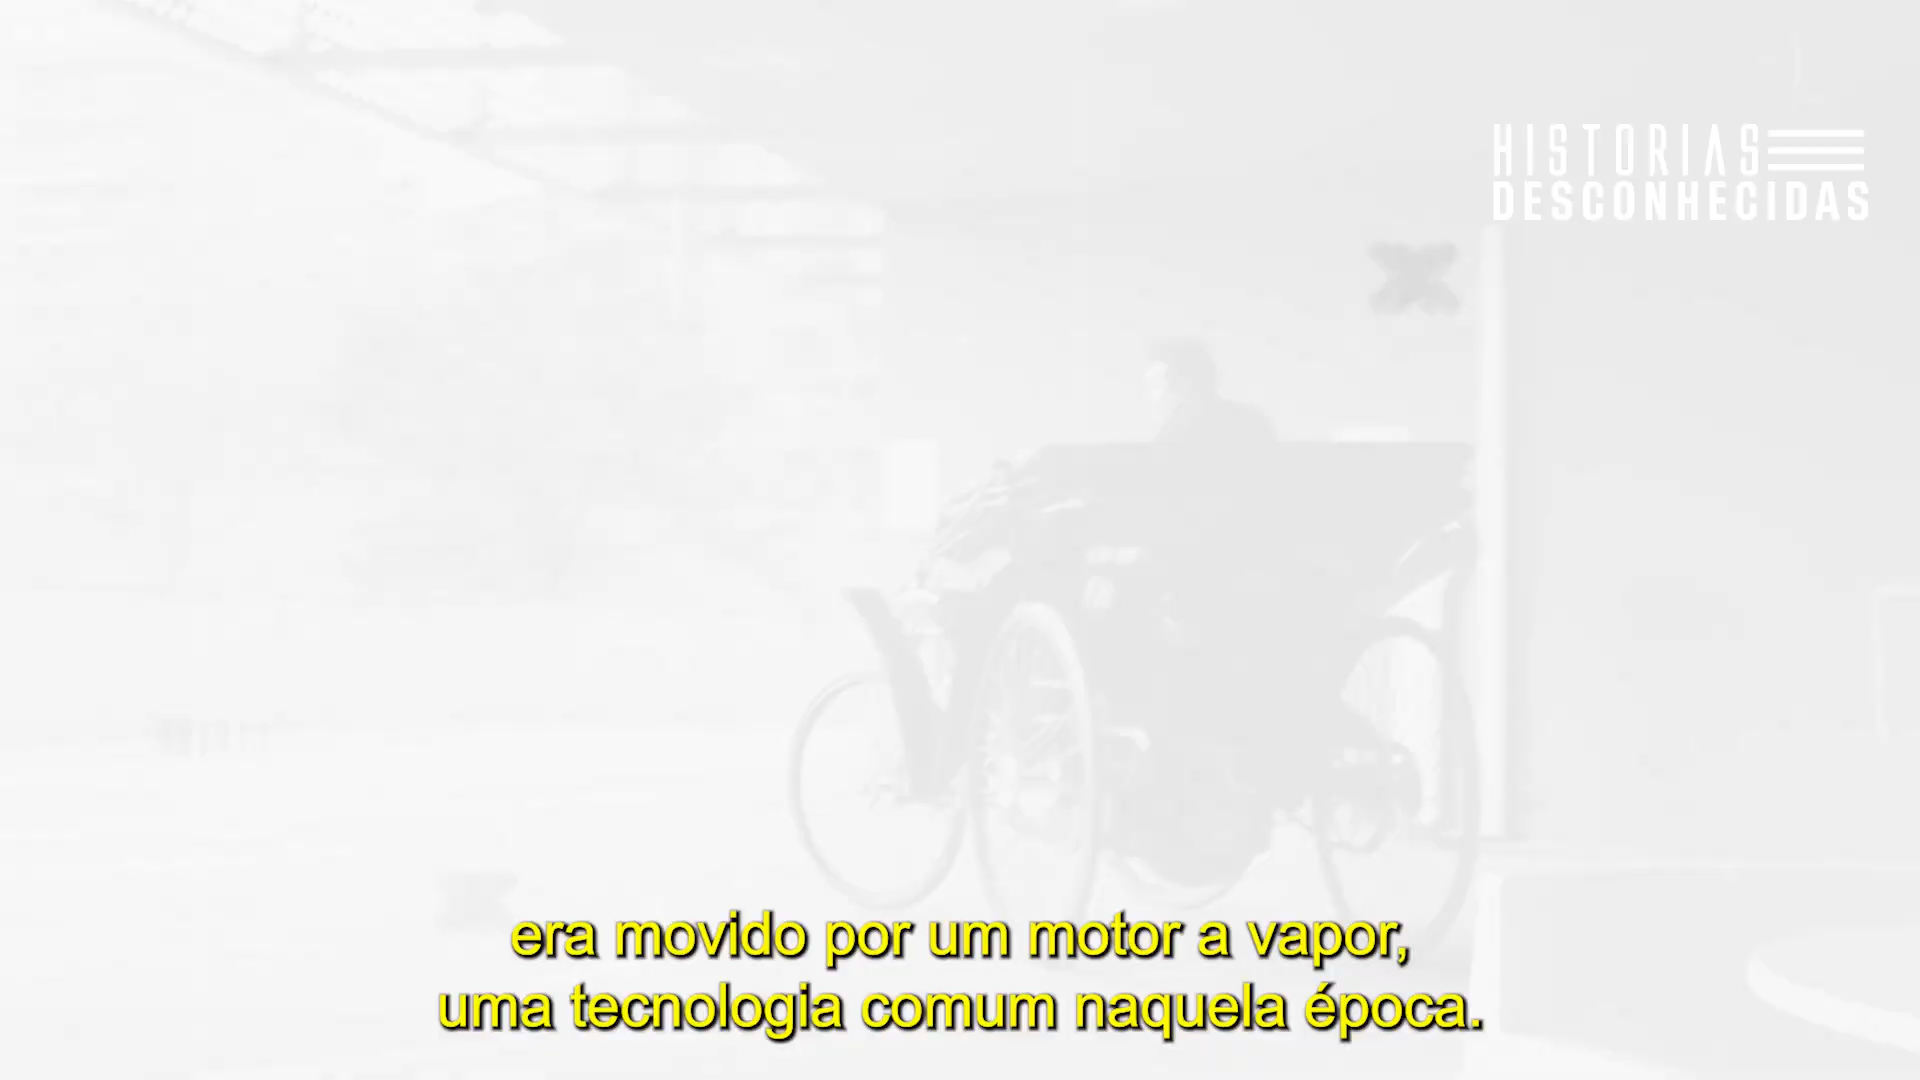 HISTORIAS
DESCONHECIDAS
era movido por um motor a vapor,
uma tecnologia comum naquela época.